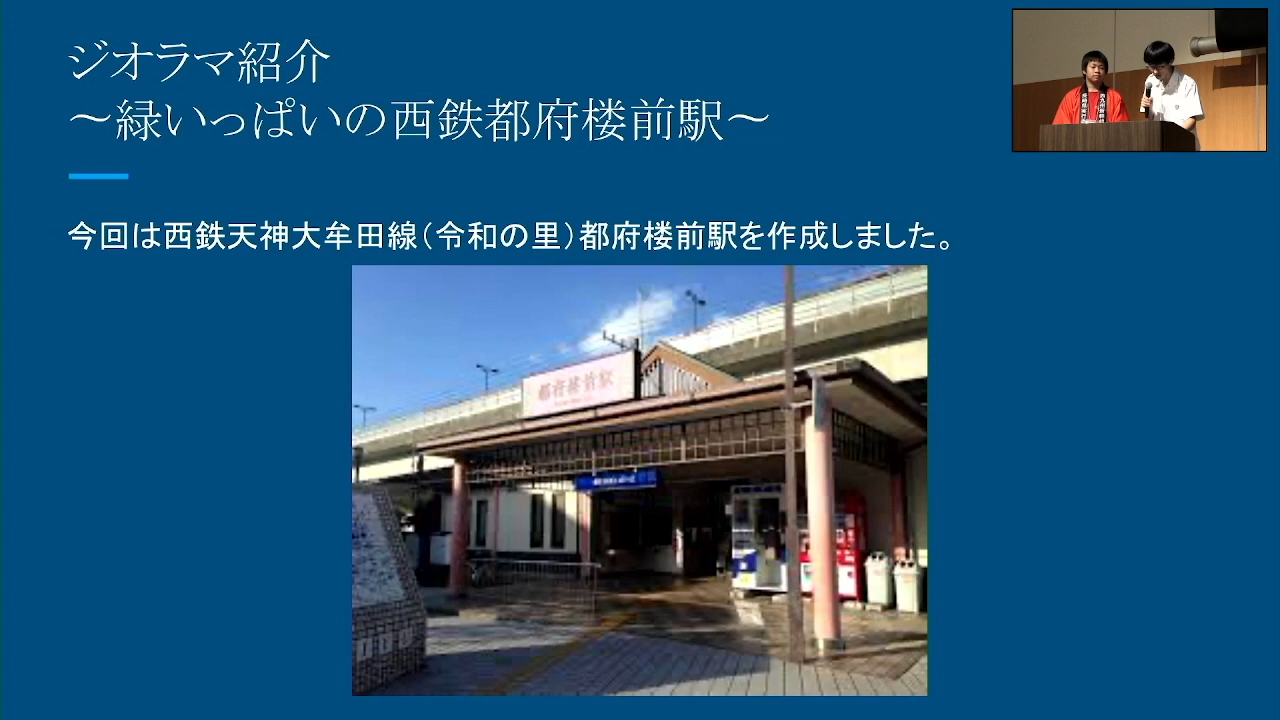 ジオラマ紹介
～緑いっぱいの西鉄都府楼前駅～
今回は西鉄天神大牟田線（令和の里）都府楼前駅を作成しました。
都府楼前駅